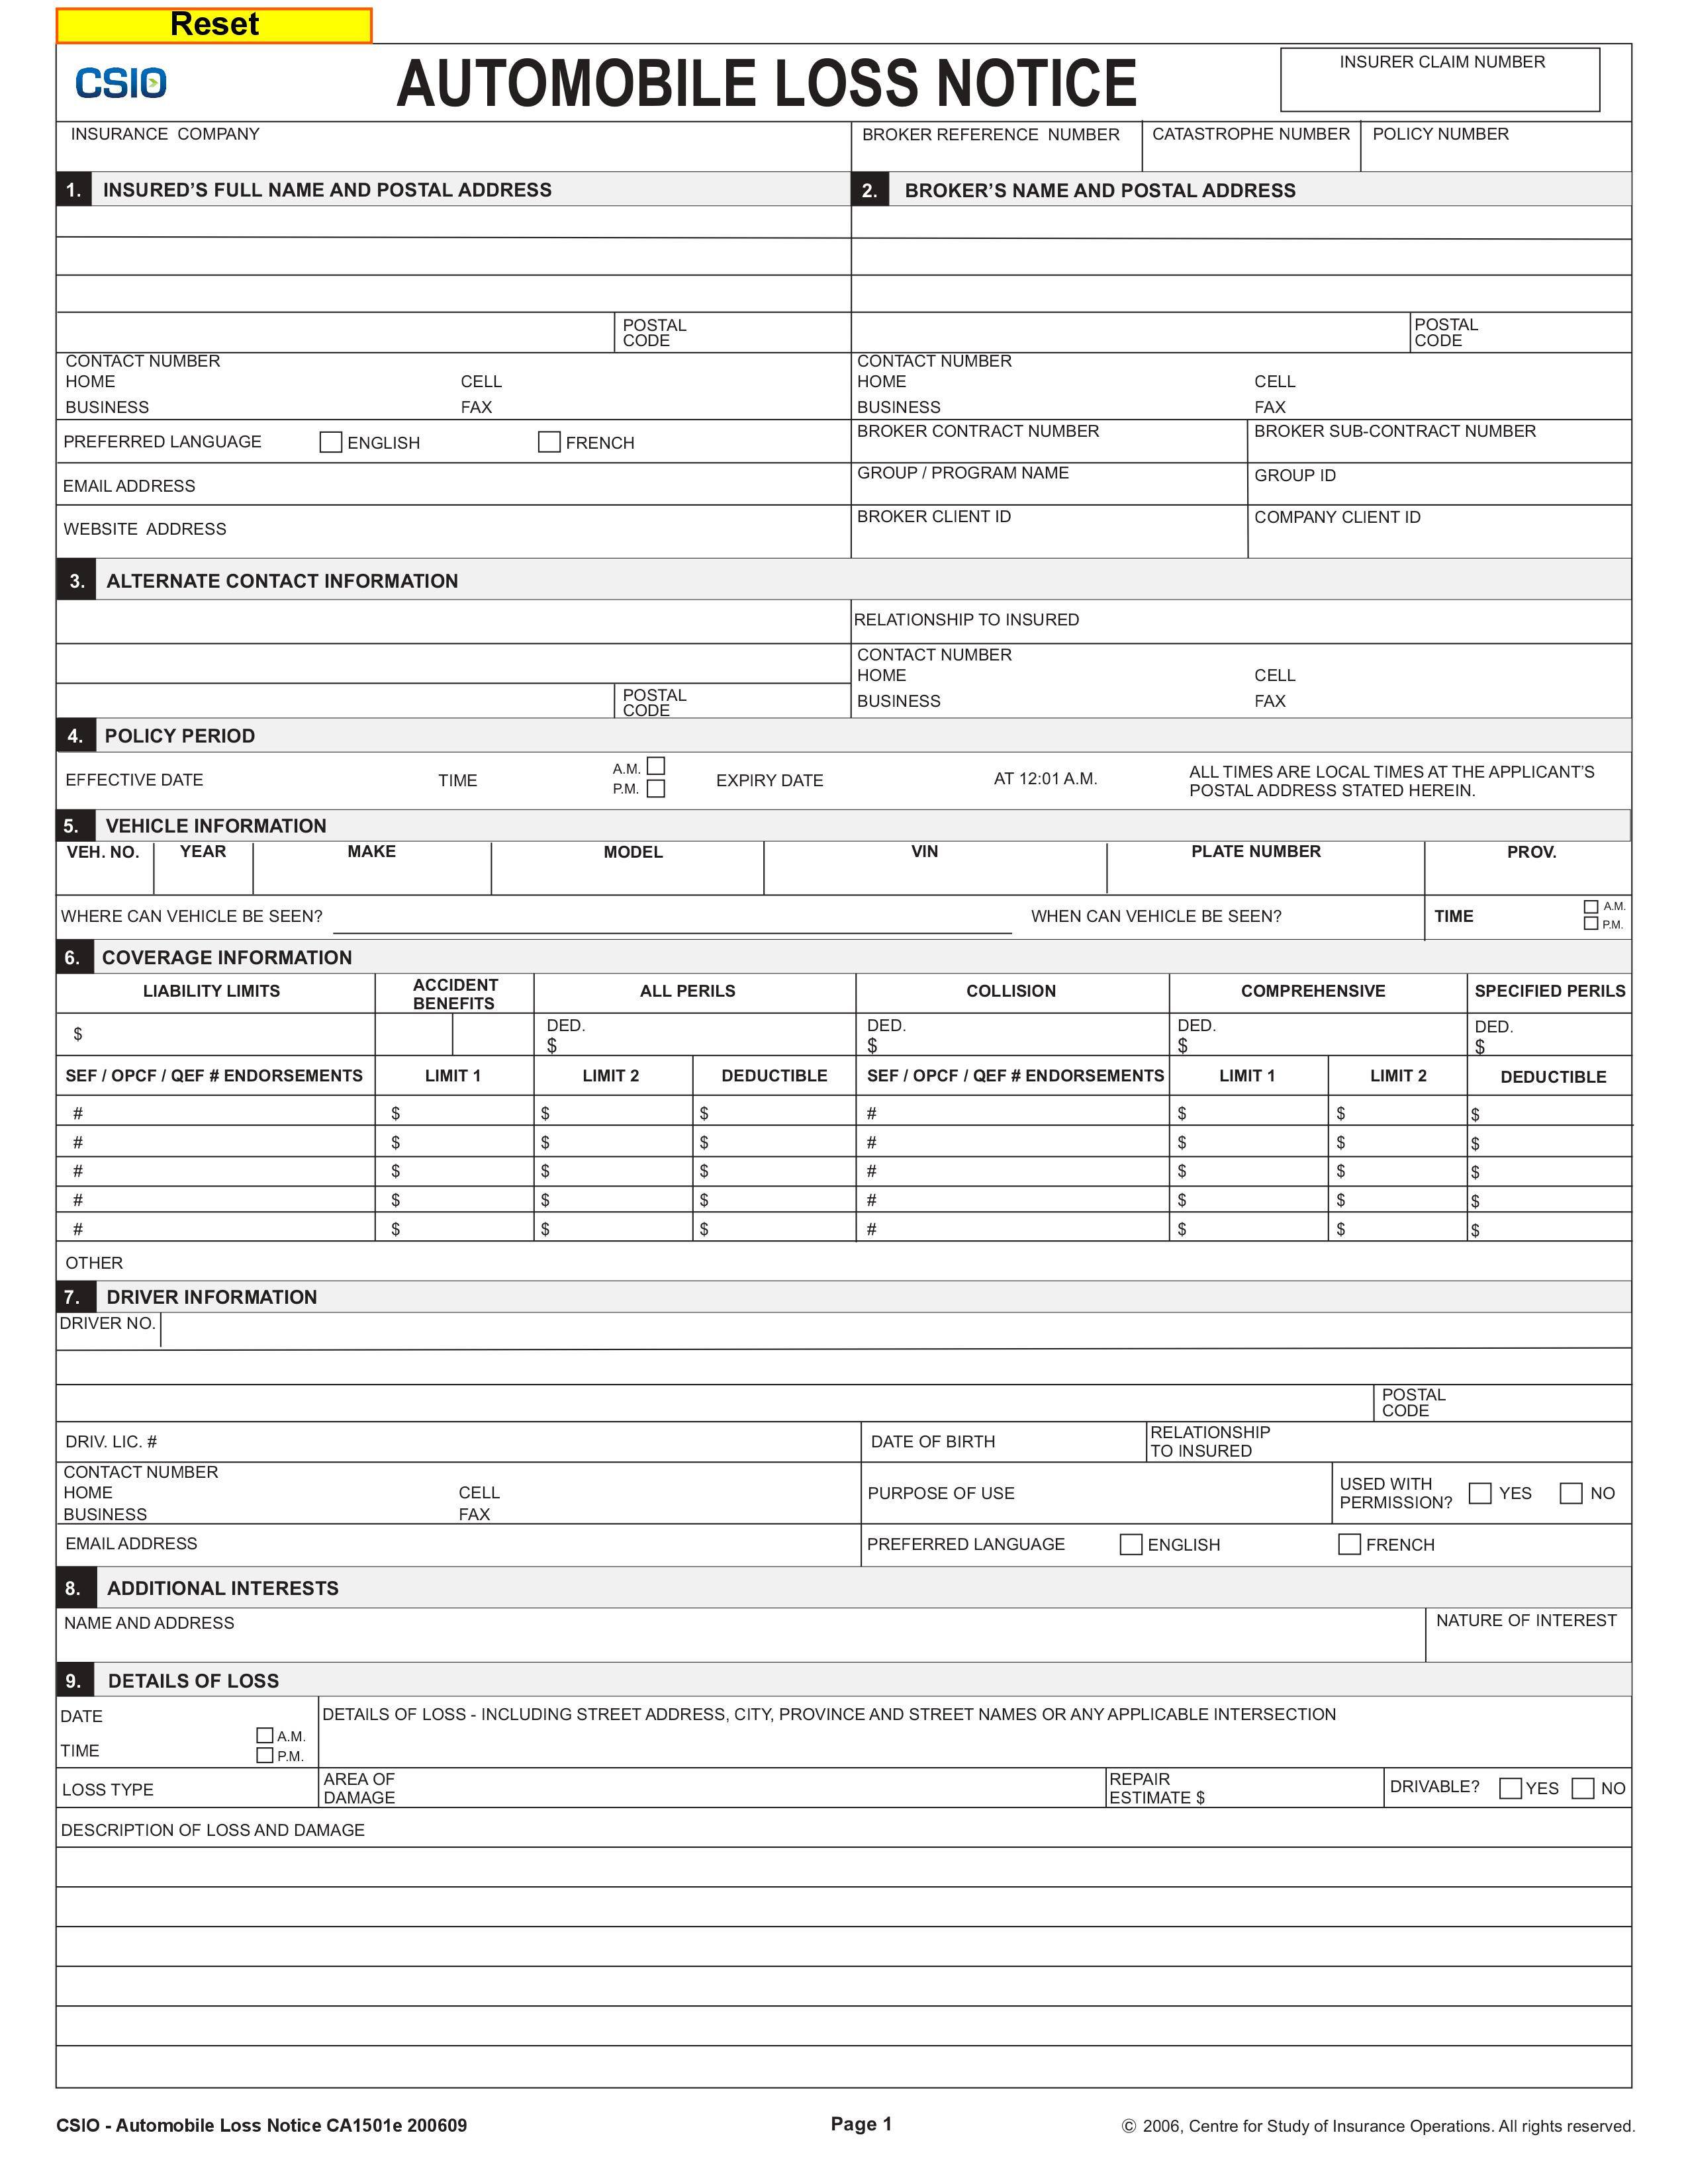 Reset
CSIO
AUTOMOBILE LOSS NOTICE
INSURER CLAIM NUMBER
INSURANCE COMPANY
BROKER REFERENCE NUMBER
CATASTROPHE NUMBER
POLICY NUMBER
1. INSURED'S FULL NAME AND POSTAL ADDRESS
2. BROKER'S NAME AND POSTAL ADDRESS
POSTAL
CODE
POSTAL
CODE
CONTACT NUMBER
HOME CELL
BUSINESS FAX
CONTACT NUMBER
HOME CELL
BUSINESS FAX
PREFERRED LANGUAGE ENGLISH FRENCH
BROKER CONTRACT NUMBER
BROKER SUB-CONTRACT NUMBER
EMAIL ADDRESS
GROUP / PROGRAM NAME
GROUP ID
WEBSITE ADDRESS
BROKER CLIENT ID
COMPANY CLIENT ID
3. ALTERNATE CONTACT INFORMATION
RELATIONSHIP TO INSURED
CONTACT NUMBER
HOME CELL
BUSINESS FAX
POSTAL
CODE
4. POLICY PERIOD
EFFECTIVE DATE
TIME
A.M.
P.M.
EXPIRY DATE
AT 12:01 A.M.
ALL TIMES ARE LOCAL TIMES AT THE APPLICANT'S
POSTAL ADDRESS STATED HEREIN.
5. VEHICLE INFORMATION
VEH. NO. YEAR MAKE MODEL VIN PLATE NUMBER PROV.
WHERE CAN VEHICLE BE SEEN?
WHEN CAN VEHICLE BE SEEN?
TIME
A.M.
P.M.
6. COVERAGE INFORMATION
LIABILITY LIMITS
ACCIDENT
BENEFITS
ALL PERILS
COLLISION
COMPREHENSIVE
SPECIFIED PERILS
$
DED.
$
DED.
$
DED.
$
DED.
$
SEF / OPCF / QEF # ENDORSEMENTS LIMIT 1 LIMIT 2 DEDUCTIBLE SEF / OPCF / QEF # ENDORSEMENTS LIMIT 1 LIMIT 2 DEDUCTIBLE
# $ $ $ # $ $ $
# $ $ $ # $ $ $
# $ $ $ # $ $ $
# $ $ $ # $ $ $
# $ $ $ # $ $ $
OTHER
7. DRIVER INFORMATION
DRIVER NO.
POSTAL
CODE
DRIV. LIC. #
DATE OF BIRTH
RELATIONSHIP
TO INSURED
CONTACT NUMBER
HOME CELL
BUSINESS FAX
PURPOSE OF USE
USED WITH
PERMISSION?
YES NO
EMAIL ADDRESS
PREFERRED LANGUAGE ENGLISH FRENCH
8. ADDITIONAL INTERESTS
NAME AND ADDRESS
NATURE OF INTEREST
9. DETAILS OF LOSS
DATE
TIME
A.M.
P.M.
DETAILS OF LOSS - INCLUDING STREET ADDRESS, CITY, PROVINCE AND STREET NAMES OR ANY APPLICABLE INTERSECTION
LOSS TYPE
AREA OF
DAMAGE
REPAIR
ESTIMATE $
DRIVABLE? YES NO
DESCRIPTION OF LOSS AND DAMAGE
CSIO - Automobile Loss Notice CA1501e 200609
Page 1
© 2006, Centre for Study of Insurance Operations. All rights reserved.